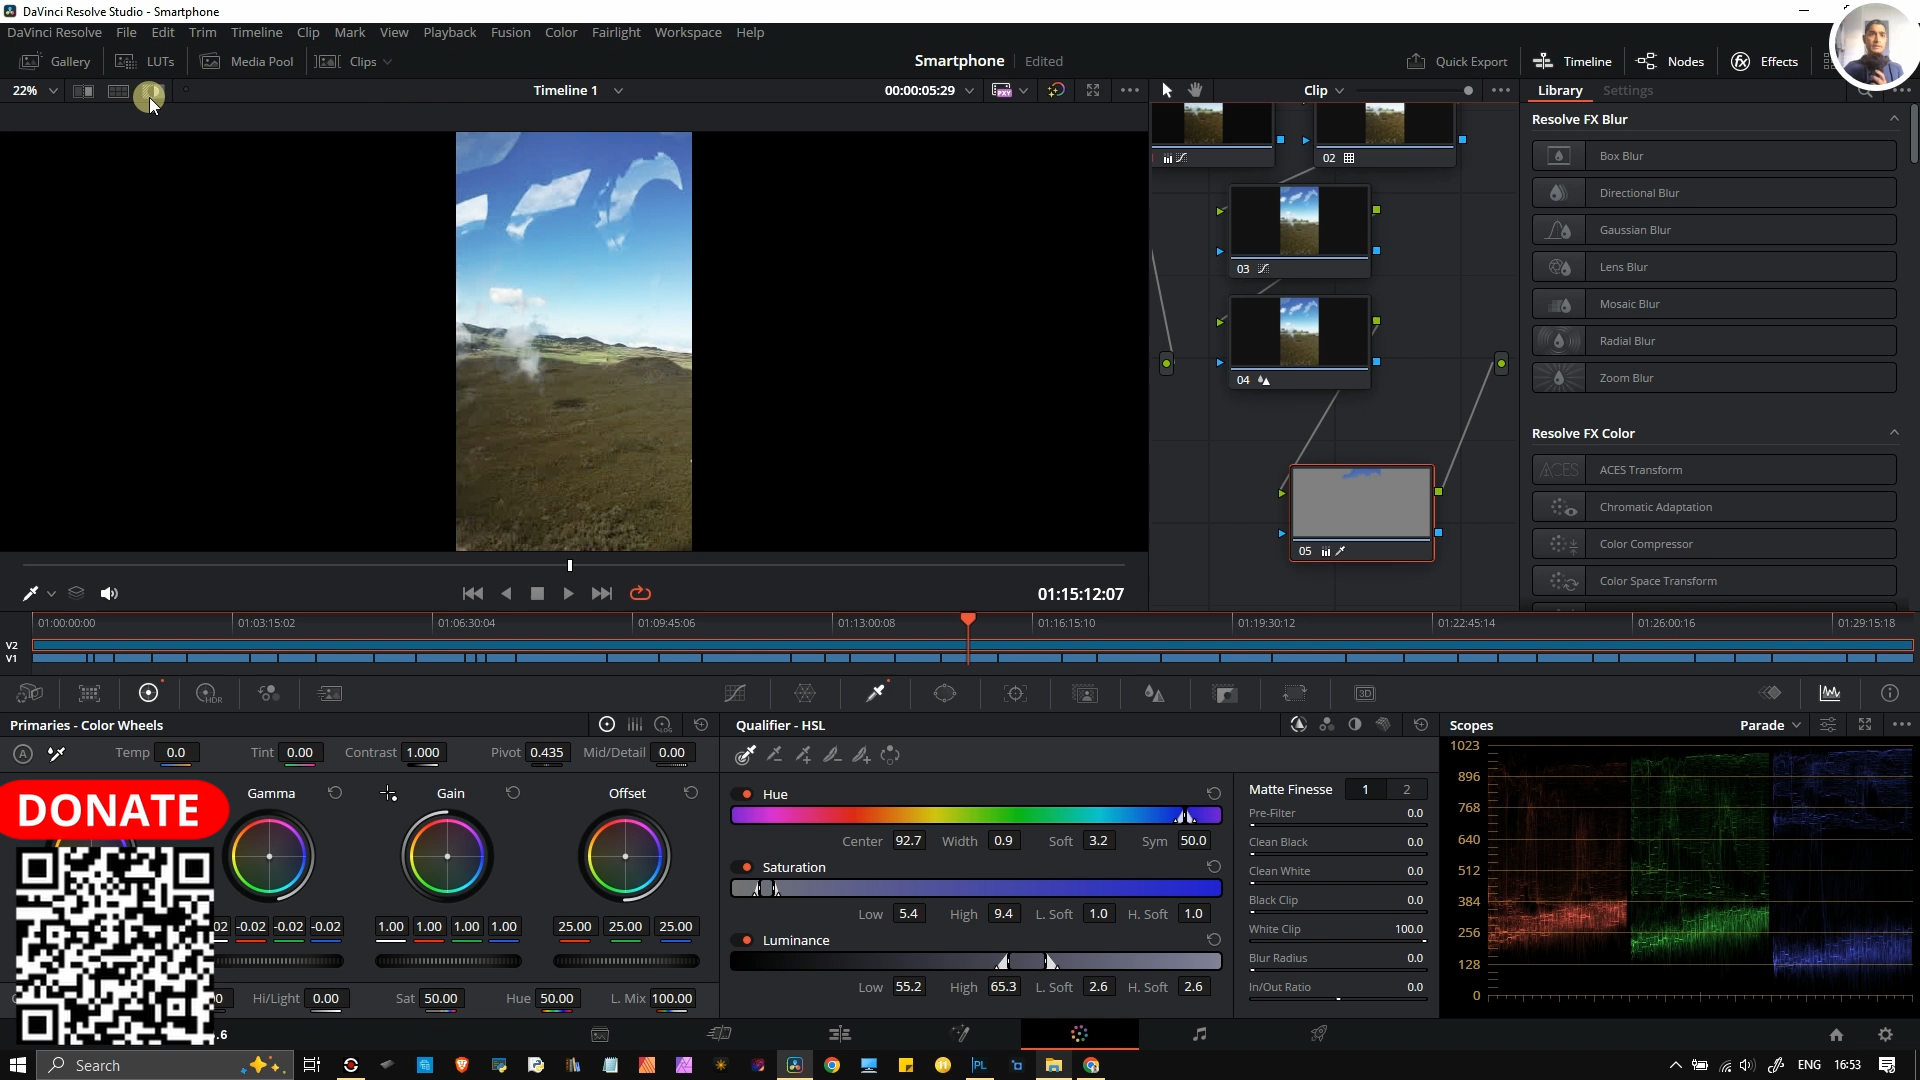 DaVinci Resolve Studio - Smartphone
DaVinci Resolve File Edit Trim Timeline Clip Mark View Playback Fusion Color Fairlight Workspace Help
Gallery LUTs Media Pool Clips Smartphone Edited Quick Export Timeline Nodes Effects
22% Timeline 1 00:00:05:29 PXY Clip Library Settings
Resolve FX Blur
Box Blur
02
Directional Blur
Gaussian Blur
Lens Blur
03
Mosaic Blur
Radial Blur
Zoom Blur
04
Resolve FX Color
ACES ACES Transform
Chromatic Adaptation
Color Compressor
05
Color Space Transform
01:15:12:07
01:00:00:00 01:03:15:02 01:06:30:04 01:09:45:06 01:13:00:08 01:16:15:10 01:19:30:12 01:22:45:14 01:26:00:16 01:29:15:18
V2
V1
HDR 3D
Primaries - Color Wheels LOG Qualifier - HSL Scopes Parade
A Temp 0.0 Tint 0.00 Contrast 1.000 Pivot 0.435 Mid/Detail 0.00
DONATE Gamma Gain Offset
Hue
Center 92.7 Width 0.9 Soft 3.2 Sym 50.0
Saturation
Low 5.4 High 9.4 L. Soft 1.0 H. Soft 1.0
Luminance
Low 55.2 High 65.3 L. Soft 2.6 H. Soft 2.6
Matte Finesse 1 2
Pre-Filter 0.0
Clean Black 0.0
Clean White 0.0
Black Clip 0.0
White Clip 100.0
Blur Radius 0.0
In/Out Ratio 0.0
1023
896
768
640
512
384
256
128
0
02 -0.02 -0.02 -0.02 1.00 1.00 1.00 1.00 25.00 25.00 25.00
0 Hi/Light 0.00 Sat 50.00 Hue 50.00 L. Mix 100.00
.6
Search PL ENG 16:53